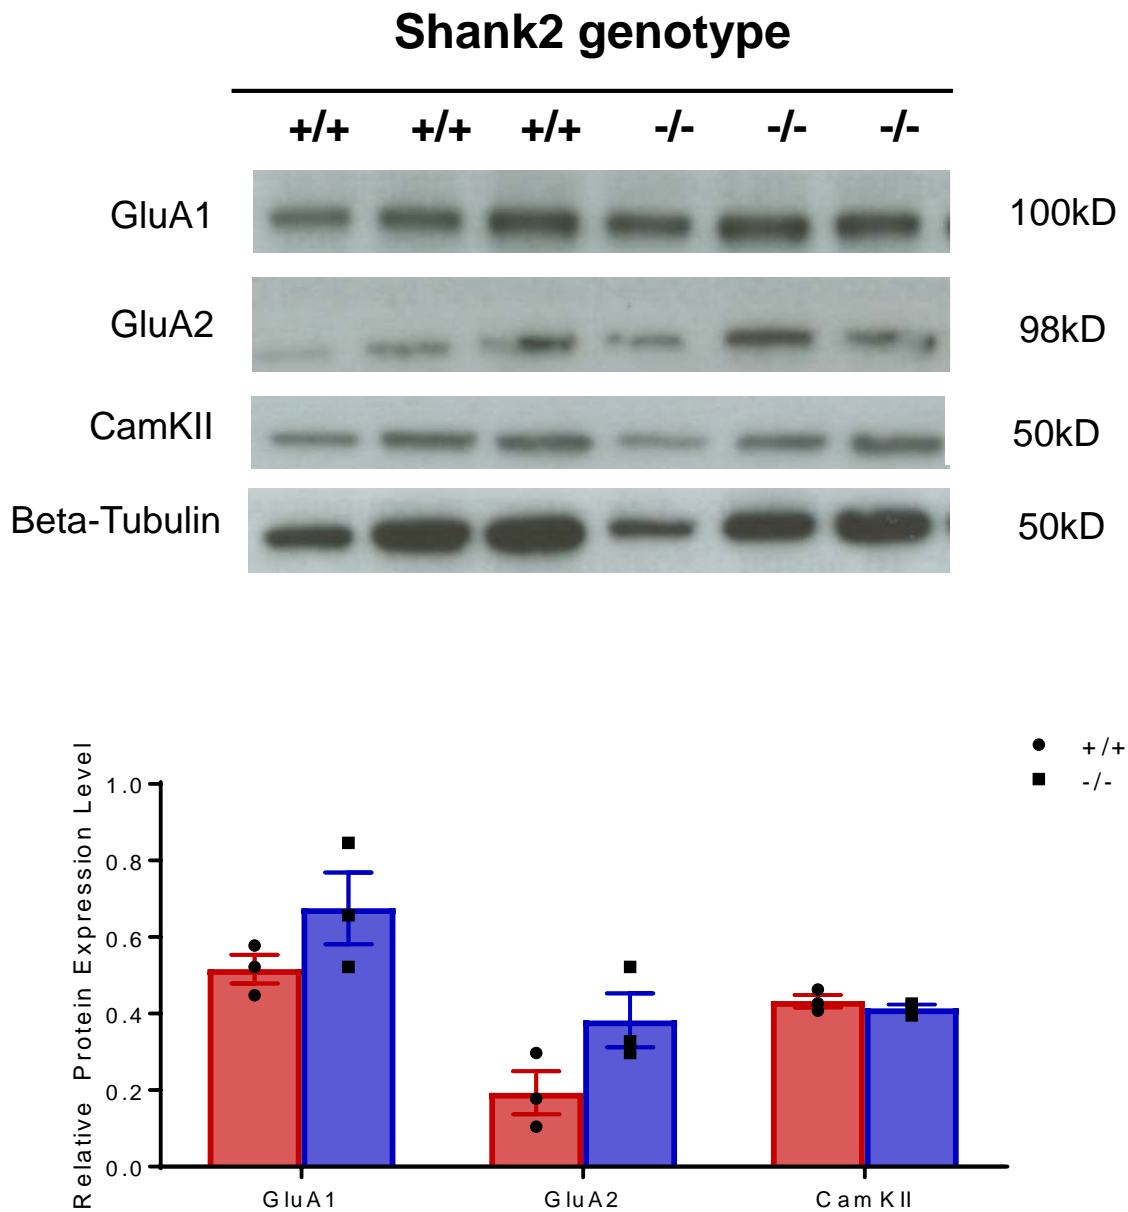 Shank2 genotype
+/+ +/+ +/+ -/- -/- -/-
GluA1 100kD
GluA2 98kD
CamKII 50kD
Beta-Tubulin 50kD
+/+
-/-
Relative Protein Expression Level
1.0
0.8
0.6
0.4
0.2
0.0
GluA1 GluA2 CamKII